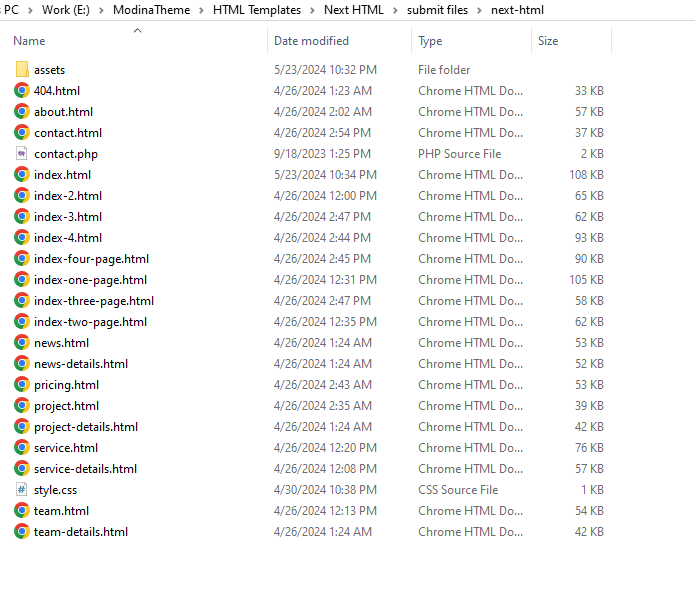 PC > Work (E:) > ModinaTheme > HTML Templates > Next HTML > submit files > next-html
Name Date modified Type Size
assets 5/23/2024 10:32 PM File folder
404.html 4/26/2024 1:23 AM Chrome HTML Do... 33 KB
about.html 4/26/2024 2:02 AM Chrome HTML Do... 57 KB
contact.html 4/26/2024 2:54 PM Chrome HTML Do... 37 KB
contact.php 9/18/2023 1:25 PM PHP Source File 2 KB
index.html 5/23/2024 10:34 PM Chrome HTML Do... 108 KB
index-2.html 4/26/2024 12:00 PM Chrome HTML Do... 65 KB
index-3.html 4/26/2024 2:47 PM Chrome HTML Do... 62 KB
index-4.html 4/26/2024 2:44 PM Chrome HTML Do... 93 KB
index-four-page.html 4/26/2024 2:45 PM Chrome HTML Do... 90 KB
index-one-page.html 4/26/2024 12:31 PM Chrome HTML Do... 105 KB
index-three-page.html 4/26/2024 2:47 PM Chrome HTML Do... 58 KB
index-two-page.html 4/26/2024 12:35 PM Chrome HTML Do... 62 KB
news.html 4/26/2024 1:24 AM Chrome HTML Do... 53 KB
news-details.html 4/26/2024 1:24 AM Chrome HTML Do... 52 KB
pricing.html 4/26/2024 2:43 AM Chrome HTML Do... 53 KB
project.html 4/26/2024 2:35 AM Chrome HTML Do... 39 KB
project-details.html 4/26/2024 1:24 AM Chrome HTML Do... 42 KB
service.html 4/26/2024 12:20 PM Chrome HTML Do... 76 KB
service-details.html 4/26/2024 12:08 PM Chrome HTML Do... 57 KB
style.css 4/30/2024 10:38 PM CSS Source File 1 KB
team.html 4/26/2024 12:13 PM Chrome HTML Do... 54 KB
team-details.html 4/26/2024 1:24 AM Chrome HTML Do... 42 KB